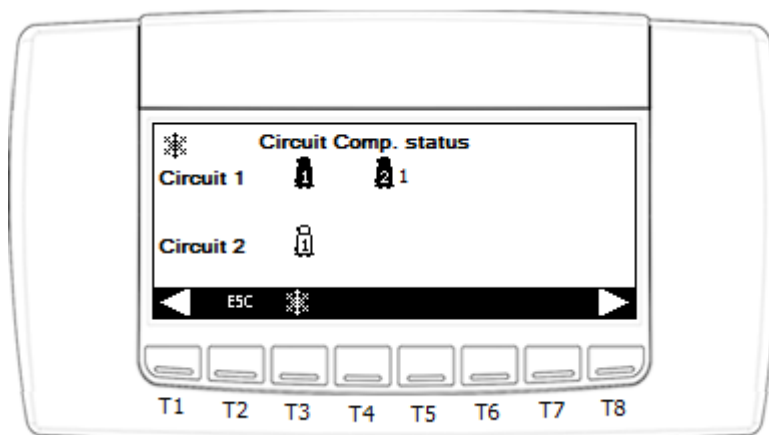 Circuit Comp. status
Circuit 1 1 2 1
Circuit 2 1
ESC
T1 T2 T3 T4 T5 T6 T7 T8